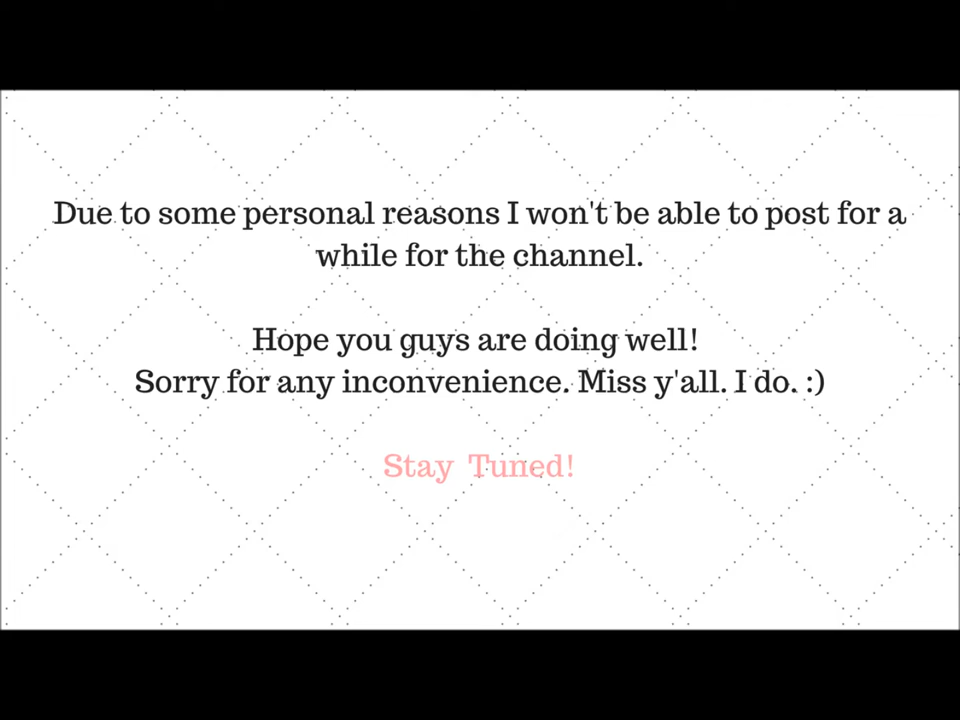 Due to some personal reasons I won't be able to post for a
while for the channel.
Hope you guys are doing well!
Sorry for any inconvenience. Miss y'all. I do. :)
Stay Tuned!